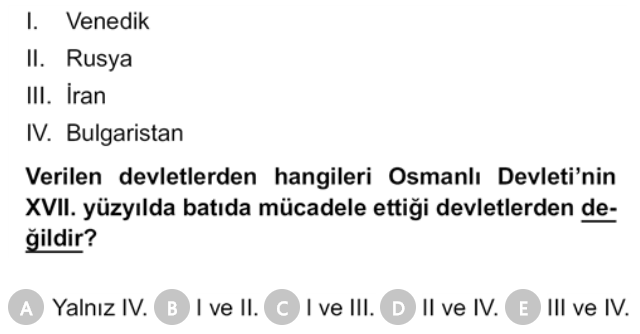 I. Venedik
II. Rusya
III. İran
IV. Bulgaristan
Verilen devletlerden hangileri Osmanlı Devleti’nin
XVII. yüzyılda batıda mücadele ettiği devletlerden de-
ğildir?
A Yalnız IV. B I ve II. C I ve III. D II ve IV. E III ve IV.